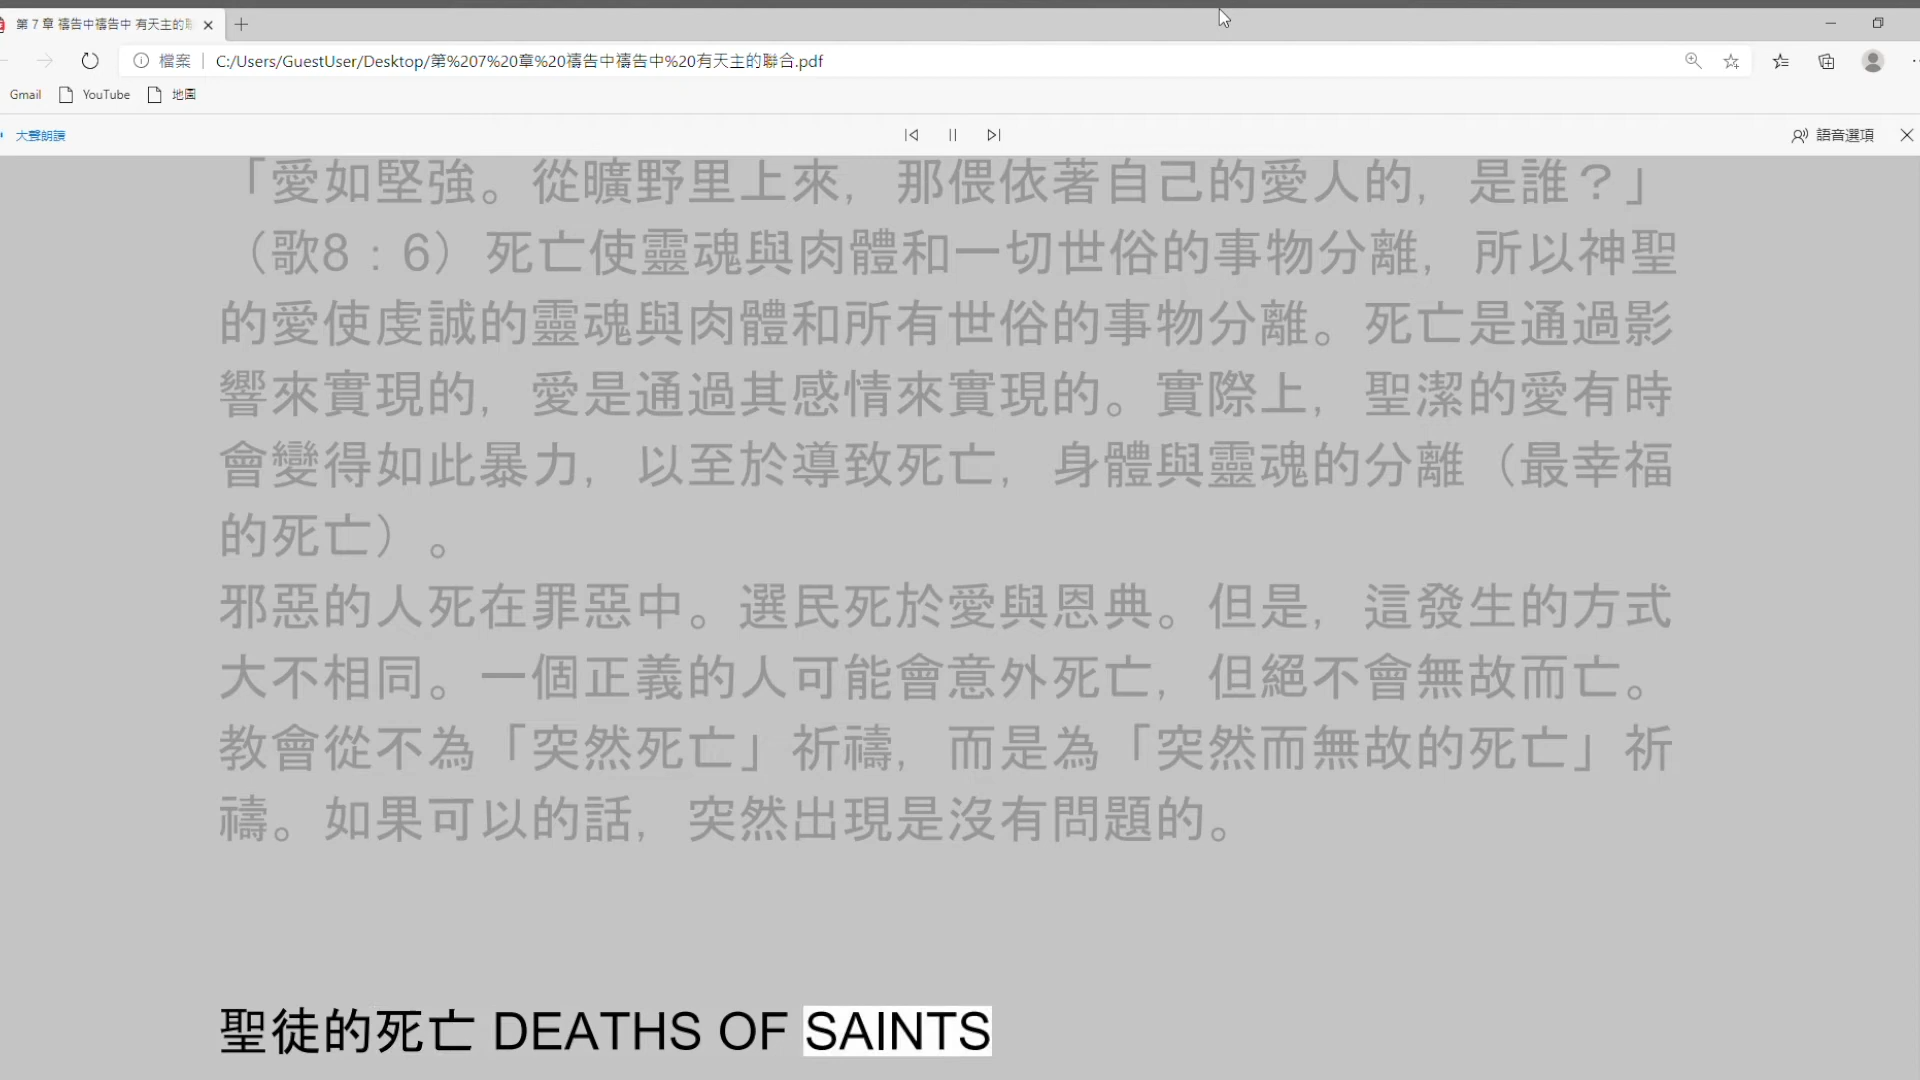 第 7 章 禱告中禱告中 有天主的
檔案 C:/Users/GuestUser/Desktop/第%207%20章%20禱告中禱告中%20有天主的聯合.pdf
Gmail YouTube 地圖
大聲朗讀 語音選項
「愛如堅強。從曠野里上來，那偎依著自己的愛人的，是誰？」
（歌8：6）死亡使靈魂與肉體和一切世俗的事物分離，所以神聖
的愛使虔誠的靈魂與肉體和所有世俗的事物分離。死亡是通過影
響來實現的，愛是通過其感情來實現的。實際上，聖潔的愛有時
會變得如此暴力，以至於導致死亡，身體與靈魂的分離（最幸福
的死亡）。
邪惡的人死在罪惡中。選民死於愛與恩典。但是，這發生的方式
大不相同。一個正義的人可能會意外死亡，但絕不會無故而亡。
教會從不為「突然死亡」祈禱，而是為「突然而無故的死亡」祈
禱。如果可以的話，突然出現是沒有問題的。
聖徒的死亡 DEATHS OF SAINTS